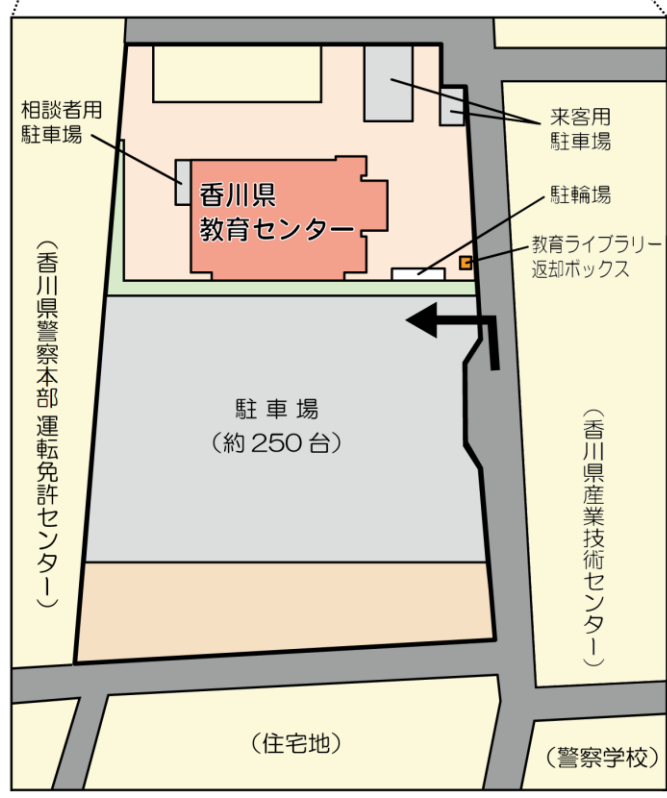 相談者用
駐車場
来客用
駐車場
香川県
教育センター
駐輪場
教育ライブラリー
返却ボックス
（香川県警察本部 運転免許センター）
駐 車 場
（約 250 台）
（香川県産業技術センター）
（住宅地）
（警察学校）